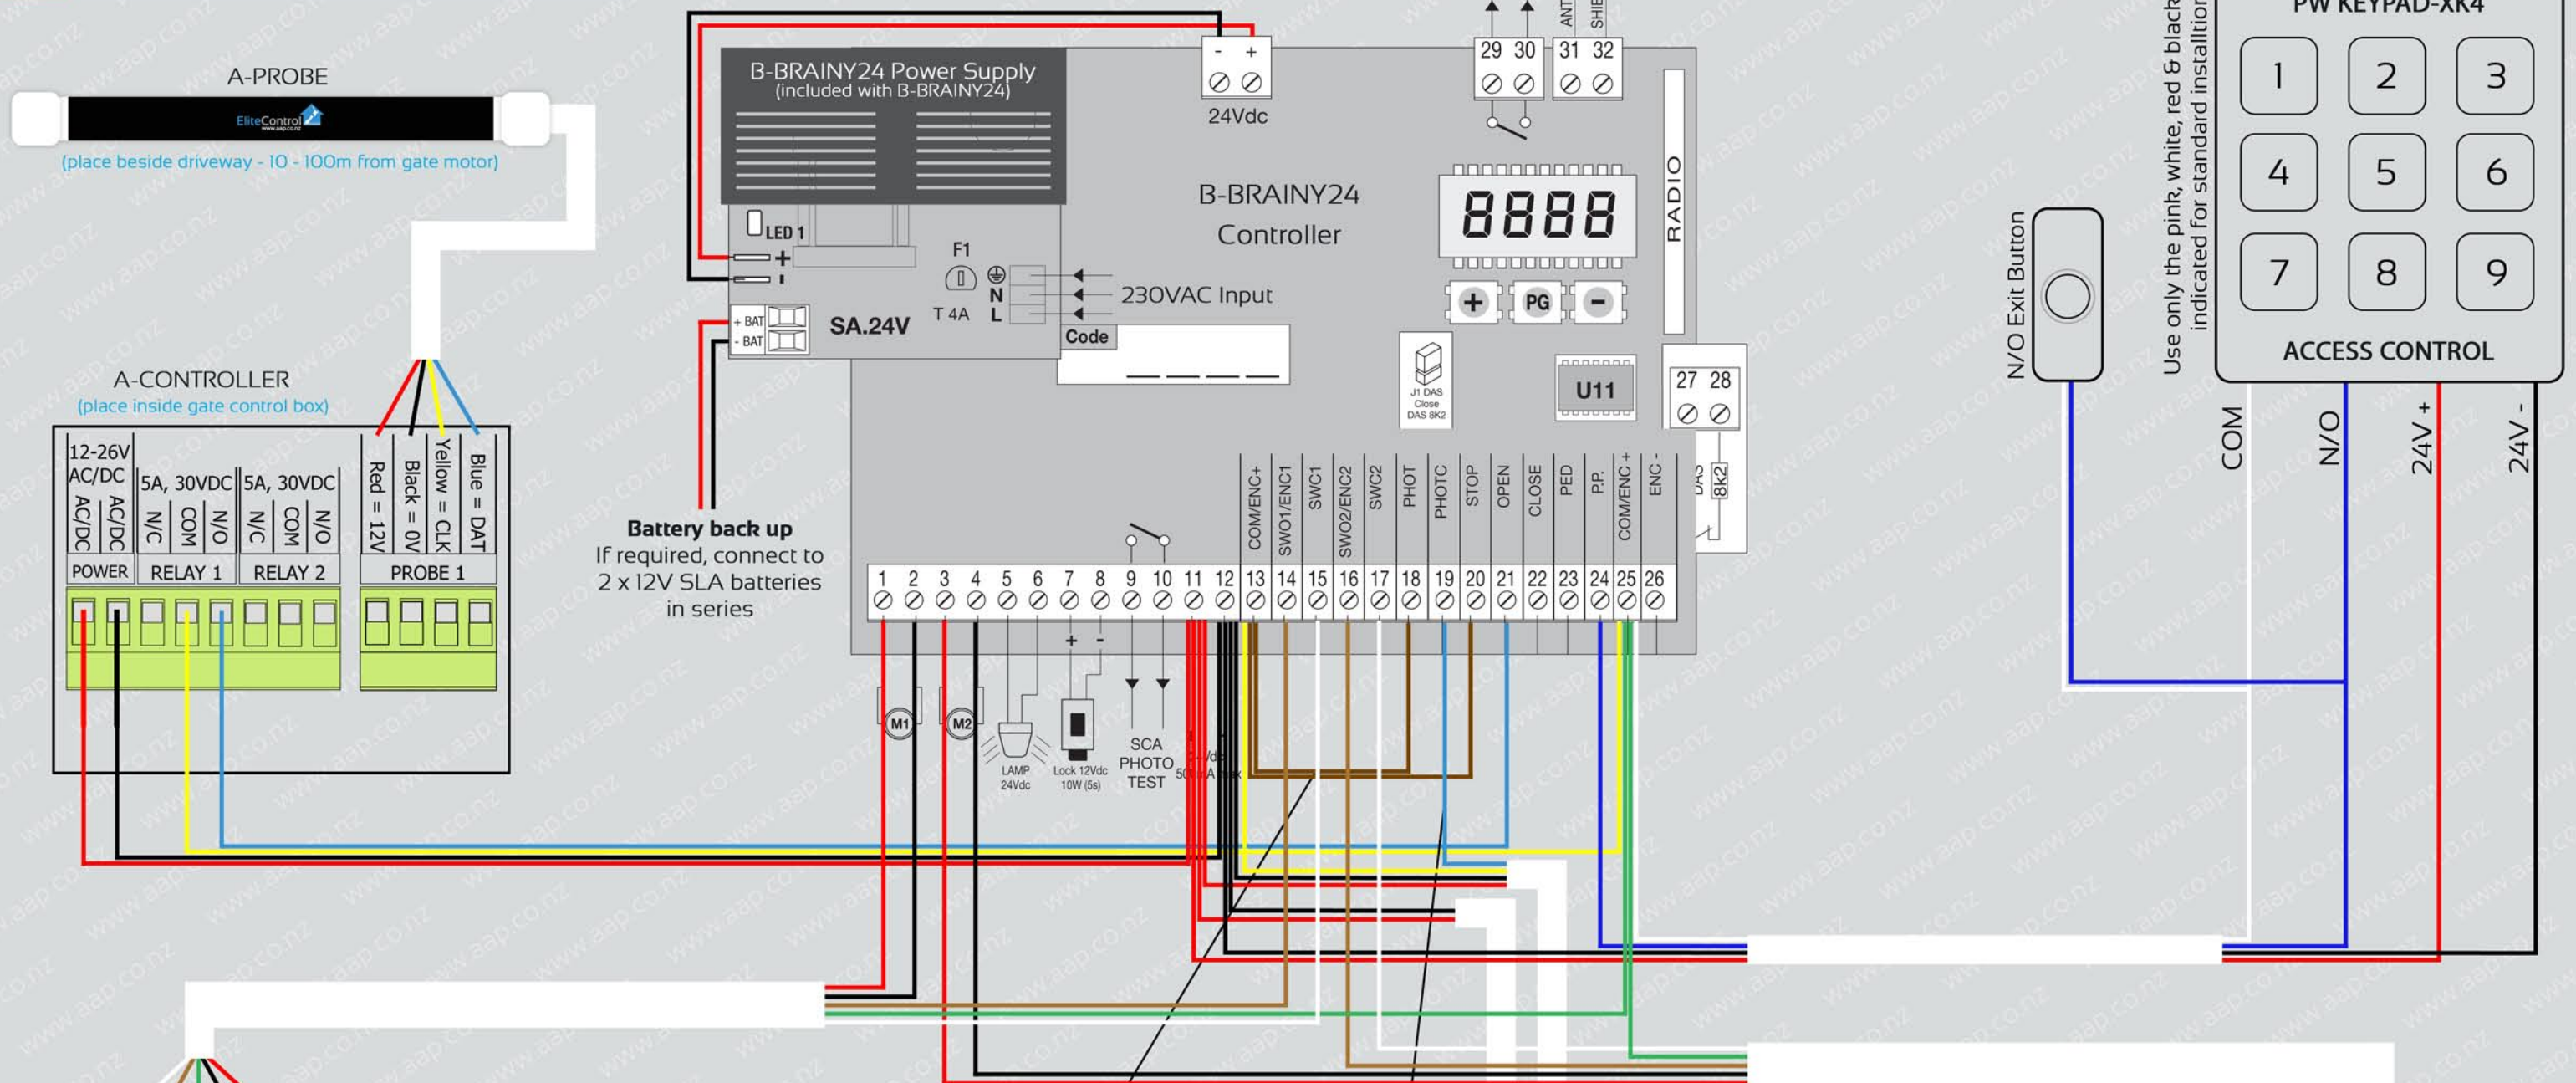 A-PROBE
EliteControl
www.aap.co.nz
(place beside driveway - 10 - 100m from gate motor)
A-CONTROLLER
(place inside gate control box)
12-26V
AC/DC
AC/DC
AC/DC
5A, 30VDC
N/C
COM
N/O
5A, 30VDC
N/C
COM
N/O
Red = 12V
Black = 0V
Yellow = CLK
Blue = DAT
POWER
RELAY 1
RELAY 2
PROBE 1
B-BRAINY24 Power Supply
(included with B-BRAINY24)
LED 1
+
-
+ BAT
- BAT
SA.24V
F1
T 4A
N
L
230VAC Input
Code
Battery back up
If required, connect to
2 x 12V SLA batteries
in series
- +
24Vdc
B-BRAINY24
Controller
29 30
31 32
8888
+
PG
-
RADIO
J1 DAS
Close
DAS 8K2
U11
27 28
8K2
COM/ENC+
SWO1/ENC1
SWC1
SWO2/ENC2
SWC2
PHOT
PHOTC
STOP
OPEN
CLOSE
PED
P.P.
COM/ENC +
ENC -
1 2 3 4 5 6 7 8 9 10 11 12 13 14 15 16 17 18 19 20 21 22 23 24 25 26
M1
M2
+ -
LAMP
24Vdc
Lock 12Vdc
10W (5s)
SCA
PHOTO
TEST
N/O Exit Button
Use only the pink, white, red & black
indicated for standard installtion
PW KEYPAD-XK4
1 2 3
4 5 6
7 8 9
ACCESS CONTROL
COM
N/O
24V +
24V -